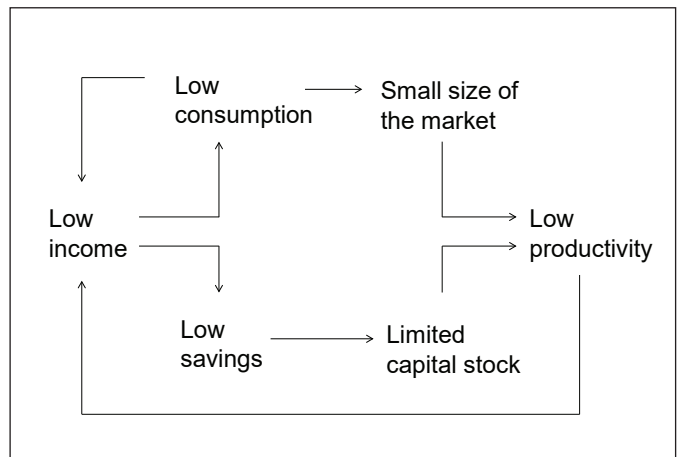 Low
consumption
Small size of
the market
Low
income
Low
productivity
Low
savings
Limited
capital stock